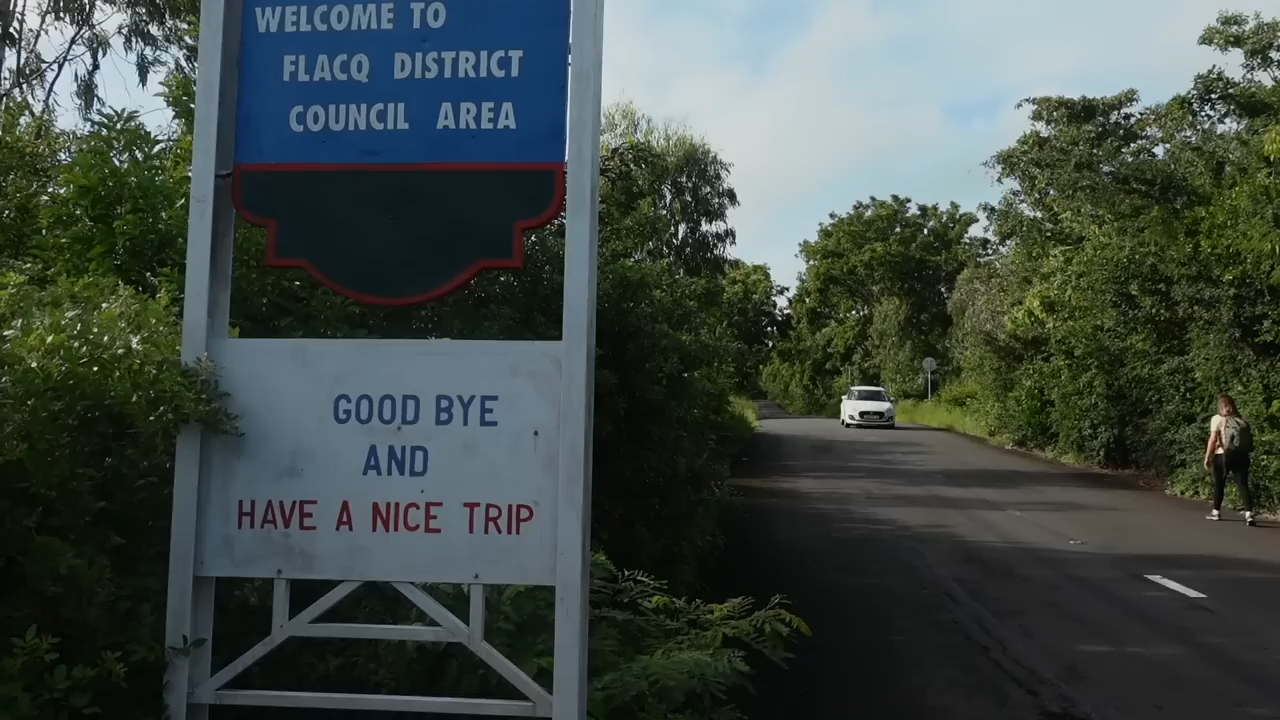 WELCOME TO
FLACQ DISTRICT
COUNCIL AREA
GOOD BYE
AND
HAVE A NICE TRIP